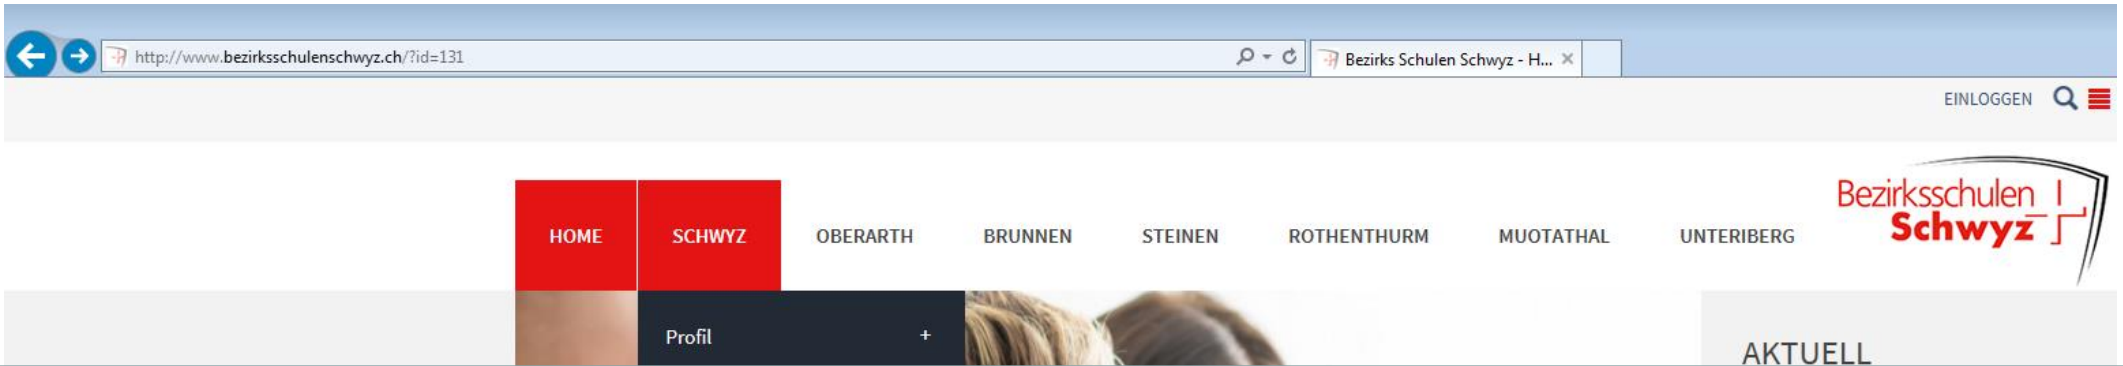 http://www.bezirksschulenschwyz.ch/?id=131
Bezirks Schulen Schwyz - H...
EINLOGGEN
Bezirksschulen
Schwyz
HOME SCHWYZ OBERARTH BRUNNEN STEINEN ROTHENTHURM MUOTATHAL UNTERIBERG
Profil +
AKTUELL